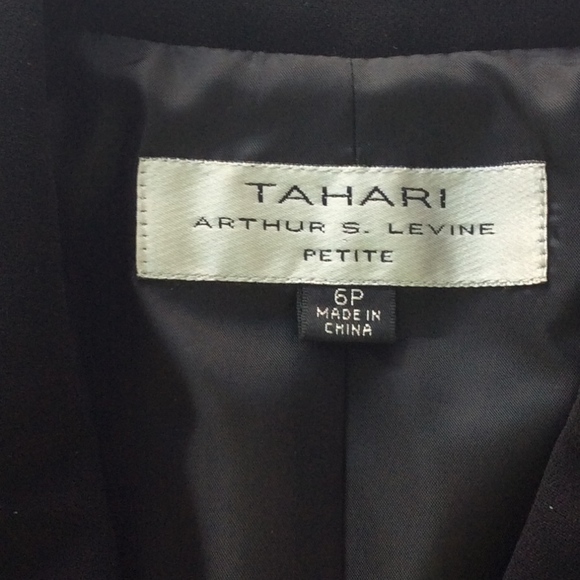 TAHARI
ARTHUR S. LEVINE
PETITE
6P
MADE IN
CHINA